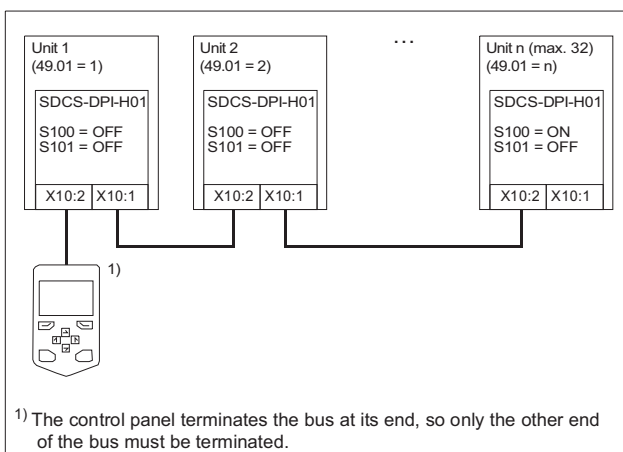 Unit 1
(49.01 = 1)
SDCS-DPI-H01
S100 = OFF
S101 = OFF
X10:2 X10:1
Unit 2
(49.01 = 2)
SDCS-DPI-H01
S100 = OFF
S101 = OFF
X10:2 X10:1
...
Unit n (max. 32)
(49.01 = n)
SDCS-DPI-H01
S100 = ON
S101 = OFF
X10:2 X10:1
1)
1) The control panel terminates the bus at its end, so only the other end
of the bus must be terminated.